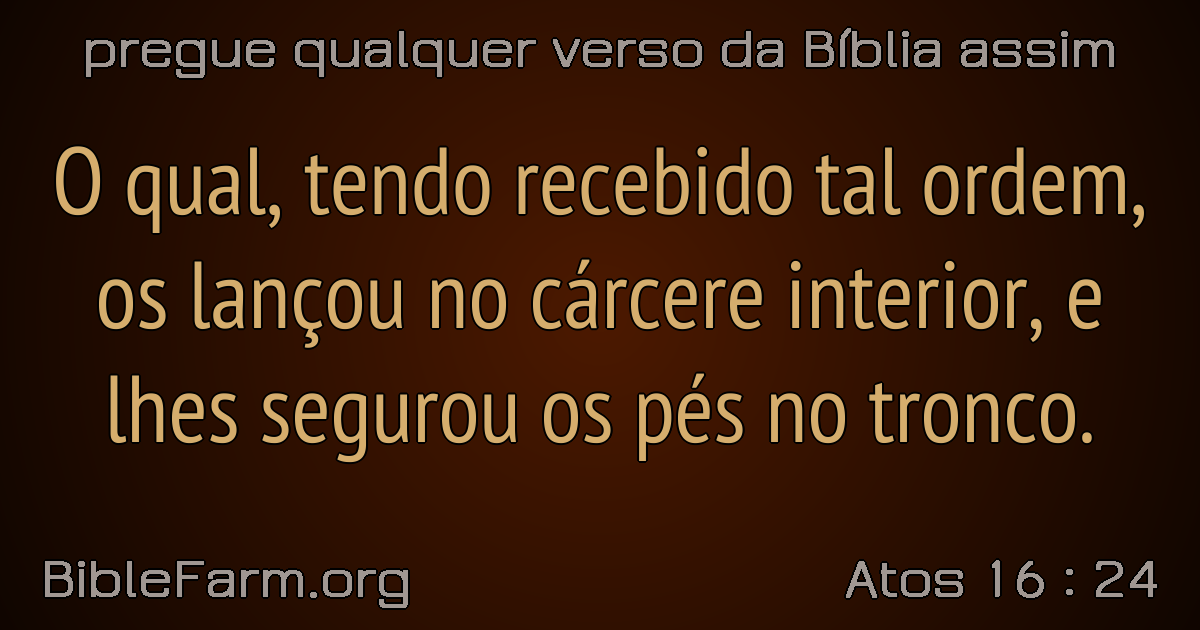 pregue qualquer verso da Bíblia assim
O qual, tendo recebido tal ordem,
os lançou no cárcere interior, e
lhes segurou os pés no tronco.
BibleFarm.org
Atos 16 : 24